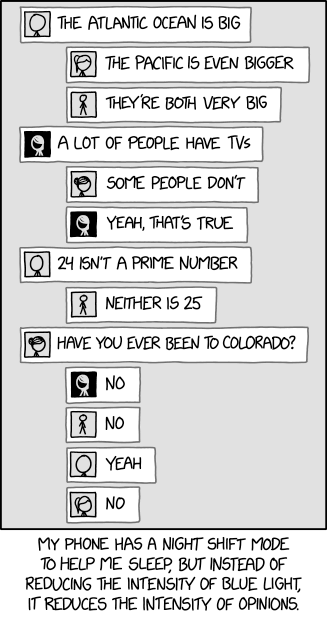 THE ATLANTIC OCEAN IS BIG
THE PACIFIC IS EVEN BIGGER
THEY'RE BOTH VERY BIG
A LOT OF PEOPLE HAVE TVs
SOME PEOPLE DON'T
YEAH, THAT'S TRUE
24 ISN'T A PRIME NUMBER
NEITHER IS 25
HAVE YOU EVER BEEN TO COLORADO?
NO
NO
YEAH
NO
MY PHONE HAS A NIGHT SHIFT MODE
TO HELP ME SLEEP, BUT INSTEAD OF
REDUCING THE INTENSITY OF BLUE LIGHT,
IT REDUCES THE INTENSITY OF OPINIONS.